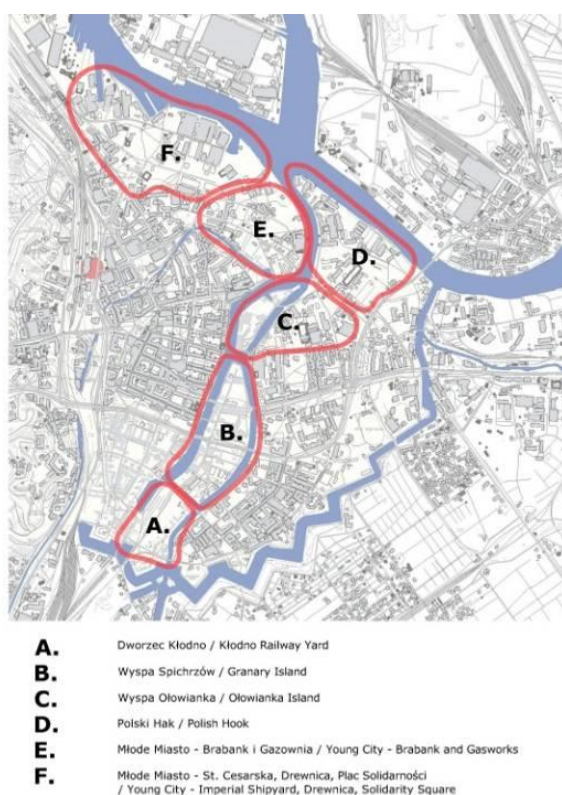 F.
E.
D.
C.
B.
A.
A. Dworzec Kłodno / Kłodno Railway Yard
B. Wyspa Spichrzów / Granary Island
C. Wyspa Ołowianka / Ołowianka Island
D. Polski Hak / Polish Hook
E. Młode Miasto - Brabank i Gazownia / Young City - Brabank and Gasworks
F. Młode Miasto - St. Cesarska, Drewnica, Plac Solidarności
/ Young City - Imperial Shipyard, Drewnica, Solidarity Square